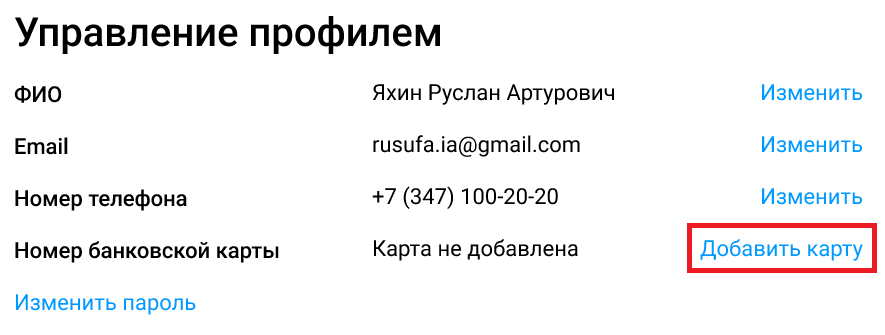 Управление профилем
ФИО Яхин Руслан Артурович Изменить
Email rusufa.ia@gmail.com Изменить
Номер телефона +7 (347) 100-20-20 Изменить
Номер банковской карты Карта не добавлена Добавить карту
Изменить пароль